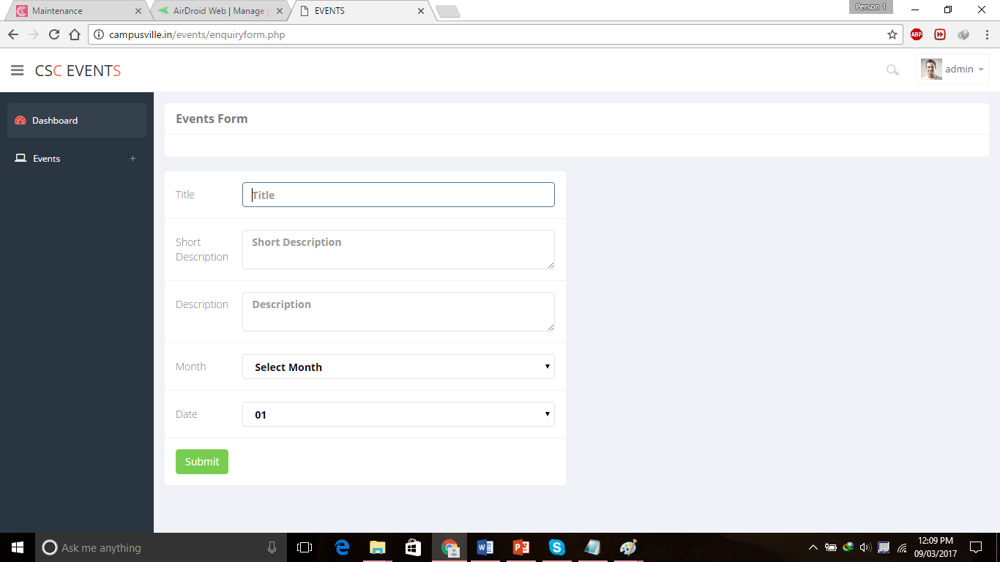 Person 1
Maintenance
AirDroid Web | Manage
EVENTS
campusville.in/events/enquiryform.php
ABP
CSC EVENTS
admin
Dashboard
Events +
Events Form
Title
Title
Short Description
Short
Description
Description
Description
Month
Select Month
Date
01
Submit
Ask me anything
12:09 PM
09/03/2017